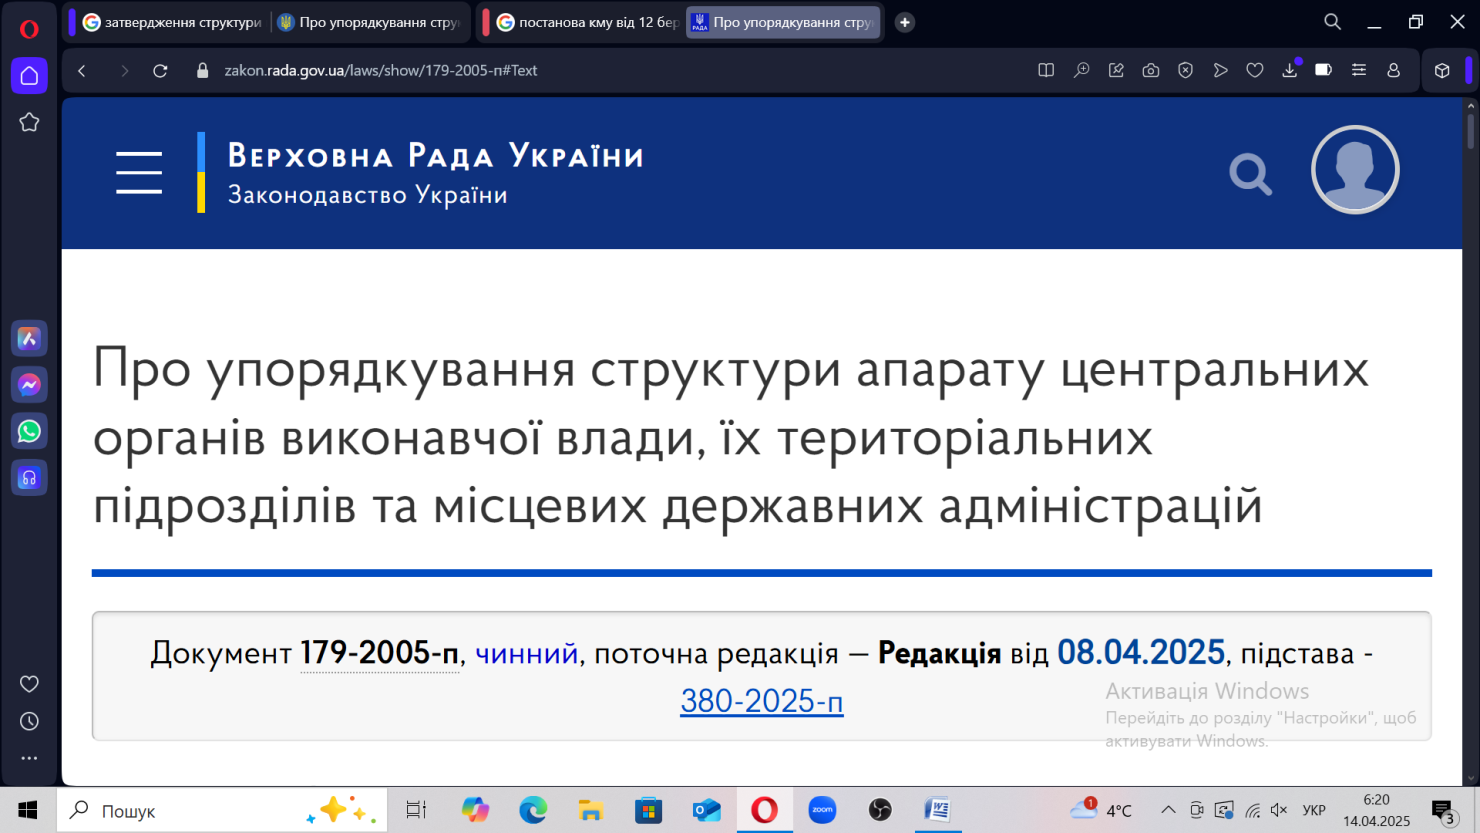 затвердження структури
Про упорядкування стру
постанова кму від 12 бер
Про упорядкування стру
zakon.rada.gov.ua/laws/show/179-2005-п#Text
Верховна Рада України
Законодавство України
Про упорядкування структури апарату центральних
органів виконавчої влади, їх територіальних
підрозділів та місцевих державних адміністрацій
Документ 179-2005-п, чинний, поточна редакція — Редакція від 08.04.2025, підстава -
380-2025-п
Активація Windows
Перейдіть до розділу "Настройки", щоб
активувати Windows.
Пошук
zoom
1
4°C
УКР
6:20
14.04.2025
3